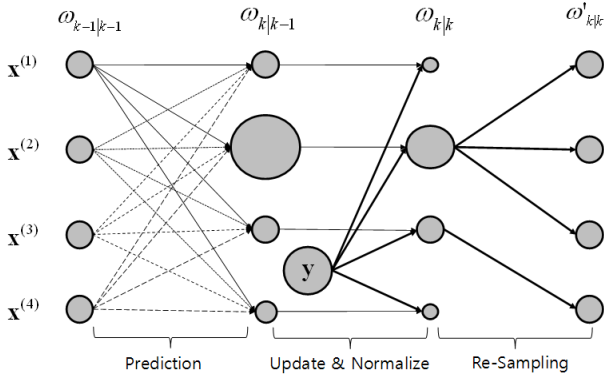 ω_{k-1|k-1} ω_{k|k-1} ω_{k|k} ω'_{k|k}
x^{(1)}
x^{(2)}
x^{(3)}
y
x^{(4)}
Prediction Update & Normalize Re-Sampling